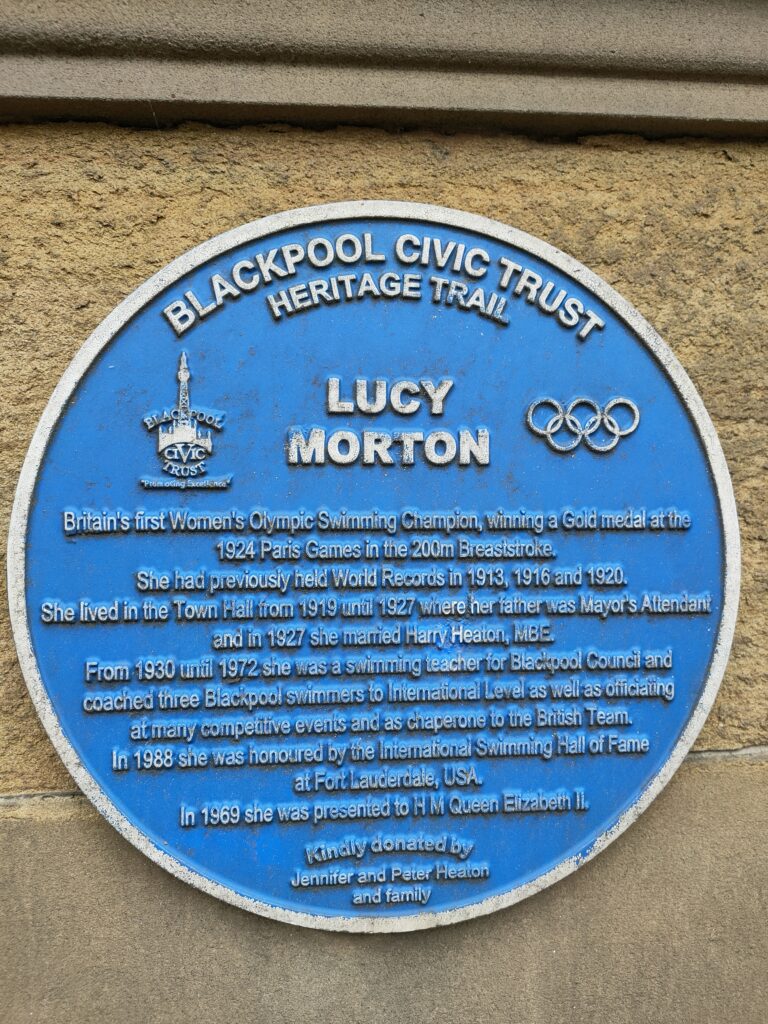 BLACKPOOL CIVIC TRUST
HERITAGE TRAIL
LUCY
MORTON
BLACKPOOL
CIVIC
TRUST
"Promoting Excellence"
Britain's first Women's Olympic Swimming Champion, winning a Gold medal at the
1924 Paris Games in the 200m Breaststroke.
She had previously held World Records in 1913, 1916 and 1920.
She lived in the Town Hall from 1919 until 1927 where her father was Mayor's Attendant
and in 1927 she married Harry Heaton, MBE.
From 1930 until 1972 she was a swimming teacher for Blackpool Council and
coached three Blackpool swimmers to International Level as well as officiating
at many competitive events and as chaperone to the British Team.
In 1988 she was honoured by the International Swimming Hall of Fame
at Fort Lauderdale, USA.
In 1969 she was presented to H M Queen Elizabeth II.
Kindly donated by
Jennifer and Peter Heaton
and family